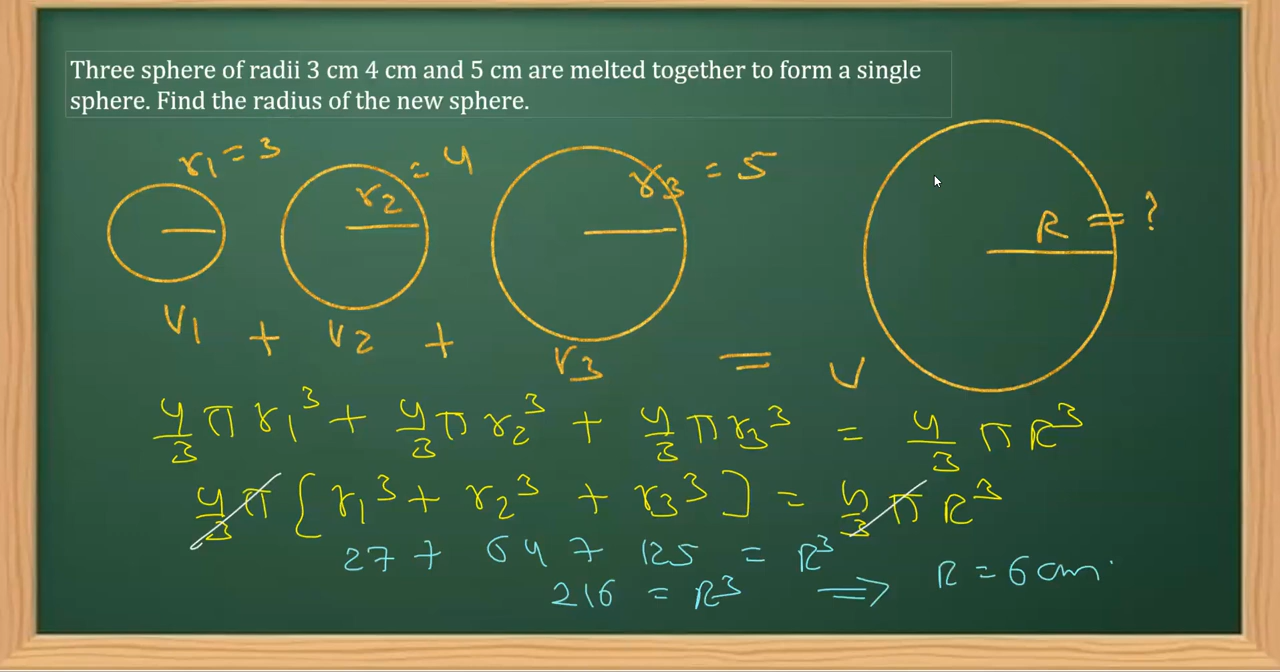 Three sphere of radii 3 cm 4 cm and 5 cm are melted together to form a single
sphere. Find the radius of the new sphere.
r1 = 3
r2 = 4
r3 = 5
R = ?
V1 + V2 + V3 = V
4/3 π r1³ + 4/3 π r2³ + 4/3 π r3³ = 4/3 π R³
4/3 π [r1³ + r2³ + r3³] = 4/3 π R³
27 + 64 + 125 = R³
216 = R³ ⟹ R = 6 cm.